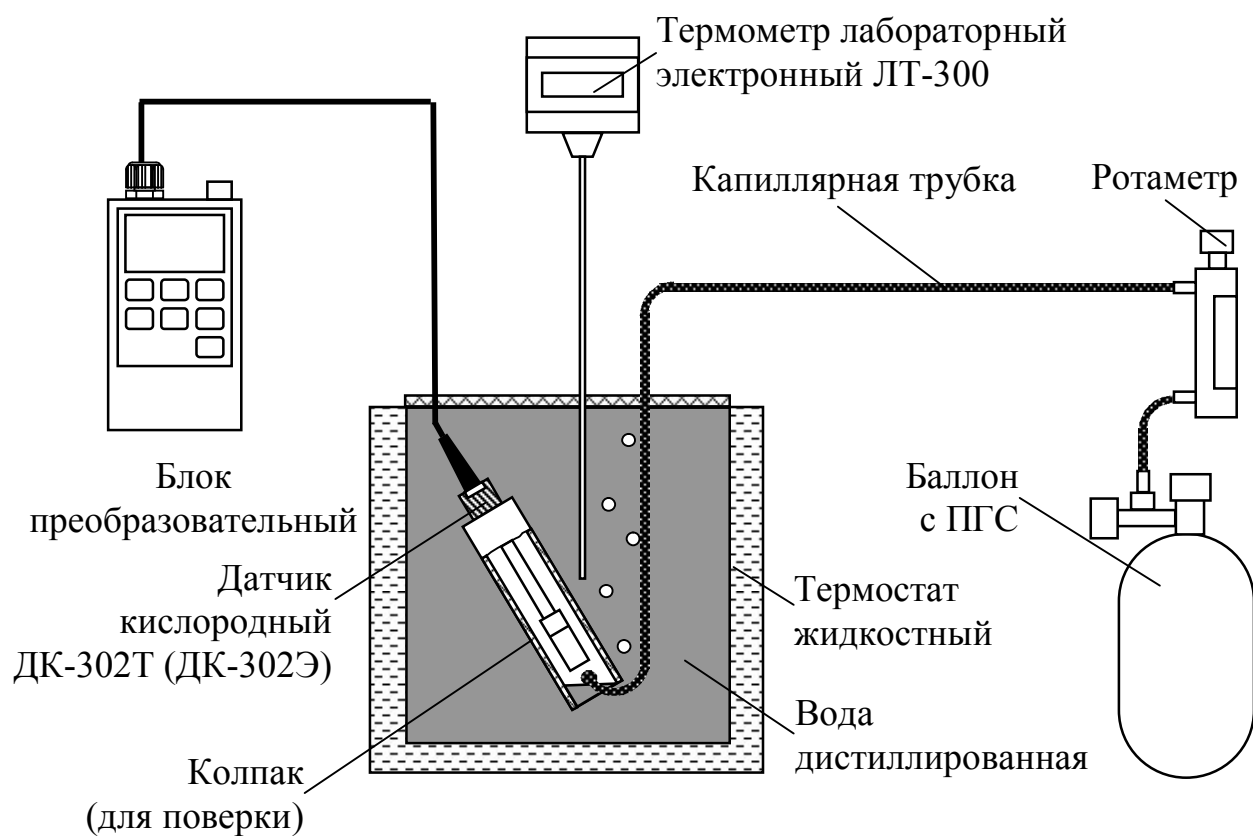 Термометр лабораторный
электронный ЛТ-300
Капиллярная трубка
Ротаметр
Блок
преобразовательный
Баллон
с ПГС
Датчик
кислородный
ДК-302Т (ДК-302Э)
Термостат
жидкостный
Вода
дистиллированная
Колпак
(для поверки)